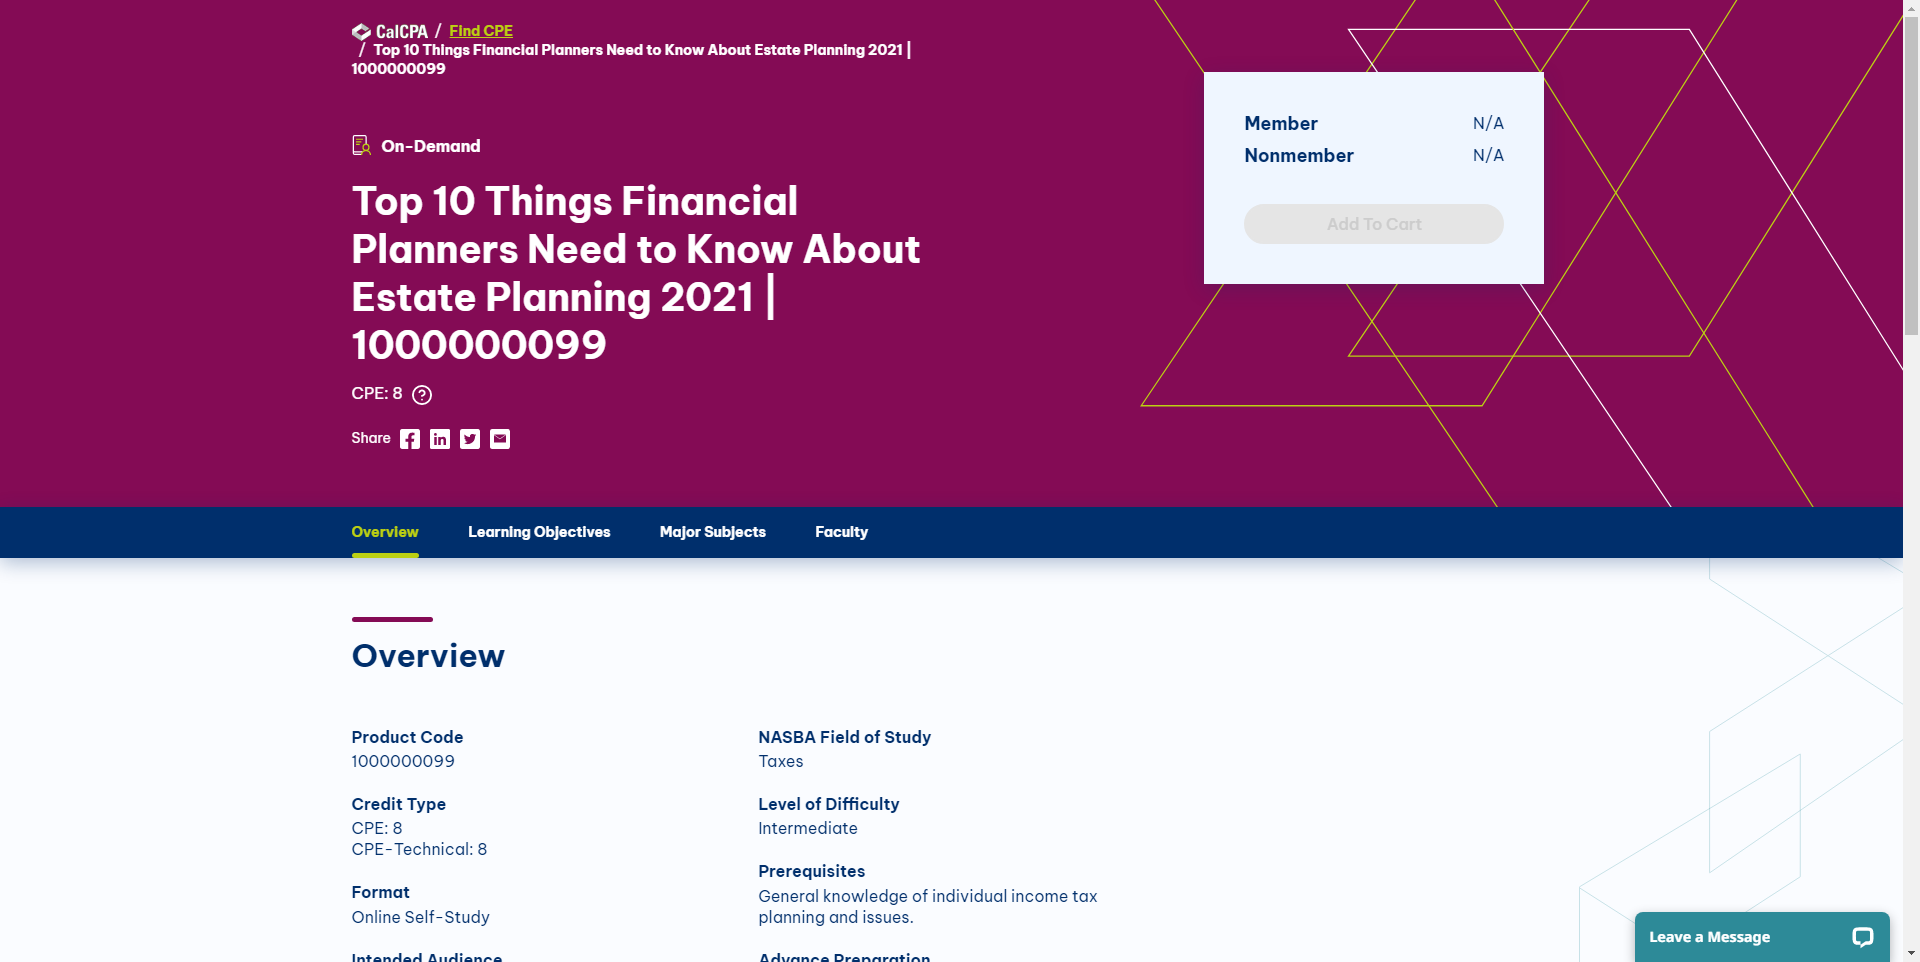 CalCPA / Find CPE
/ Top 10 Things Financial Planners Need to Know About Estate Planning 2021 |
1000000099
On-Demand
Top 10 Things Financial
Planners Need to Know About
Estate Planning 2021 |
1000000099
CPE: 8 ?
Share
Member N/A
Nonmember N/A
Add To Cart
Overview Learning Objectives Major Subjects Faculty
Overview
Product Code
1000000099
Credit Type
CPE: 8
CPE-Technical: 8
Format
Online Self-Study
Intended Audience
NASBA Field of Study
Taxes
Level of Difficulty
Intermediate
Prerequisites
General knowledge of individual income tax
planning and issues.
Advance Preparation
Leave a Message